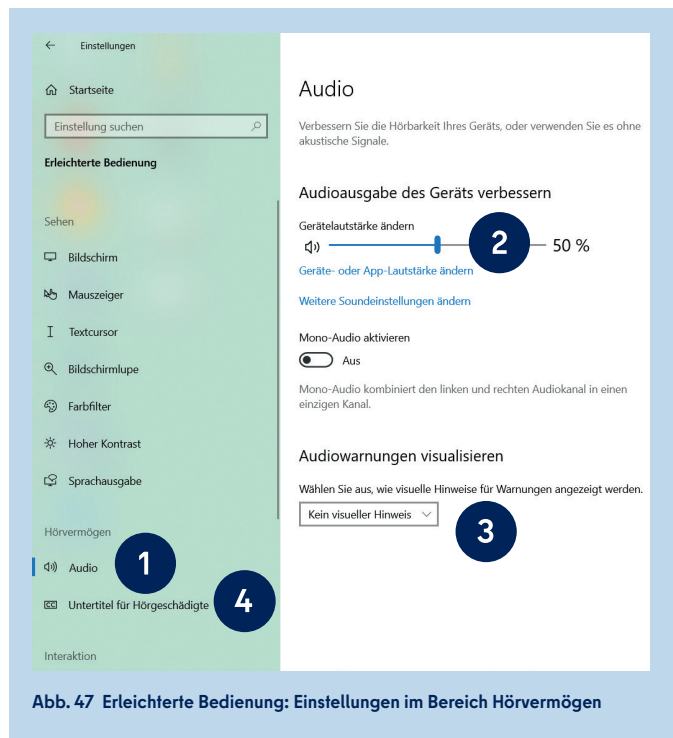 Einstellungen
Startseite
Einstellung suchen
Erleichterte Bedienung
Sehen
Bildschirm
Mauszeiger
Textcursor
Bildschirmlupe
Farbfilter
Hoher Kontrast
Sprachausgabe
Hörvermögen
Audio
1
Untertitel für Hörgeschädigte
4
Interaktion
Audio
Verbessern Sie die Hörbarkeit Ihres Geräts, oder verwenden Sie es ohne
akustische Signale.
Audioausgabe des Geräts verbessern
Gerätelautstärke ändern
2
50 %
Geräte- oder App-Lautstärke ändern
Weitere Soundeinstellungen ändern
Mono-Audio aktivieren
Aus
Mono-Audio kombiniert den linken und rechten Audiokanal in einen
einzigen Kanal.
Audiowarnungen visualisieren
Wählen Sie aus, wie visuelle Hinweise für Warnungen angezeigt werden.
Kein visueller Hinweis
3
Abb. 47 Erleichterte Bedienung: Einstellungen im Bereich Hörvermögen